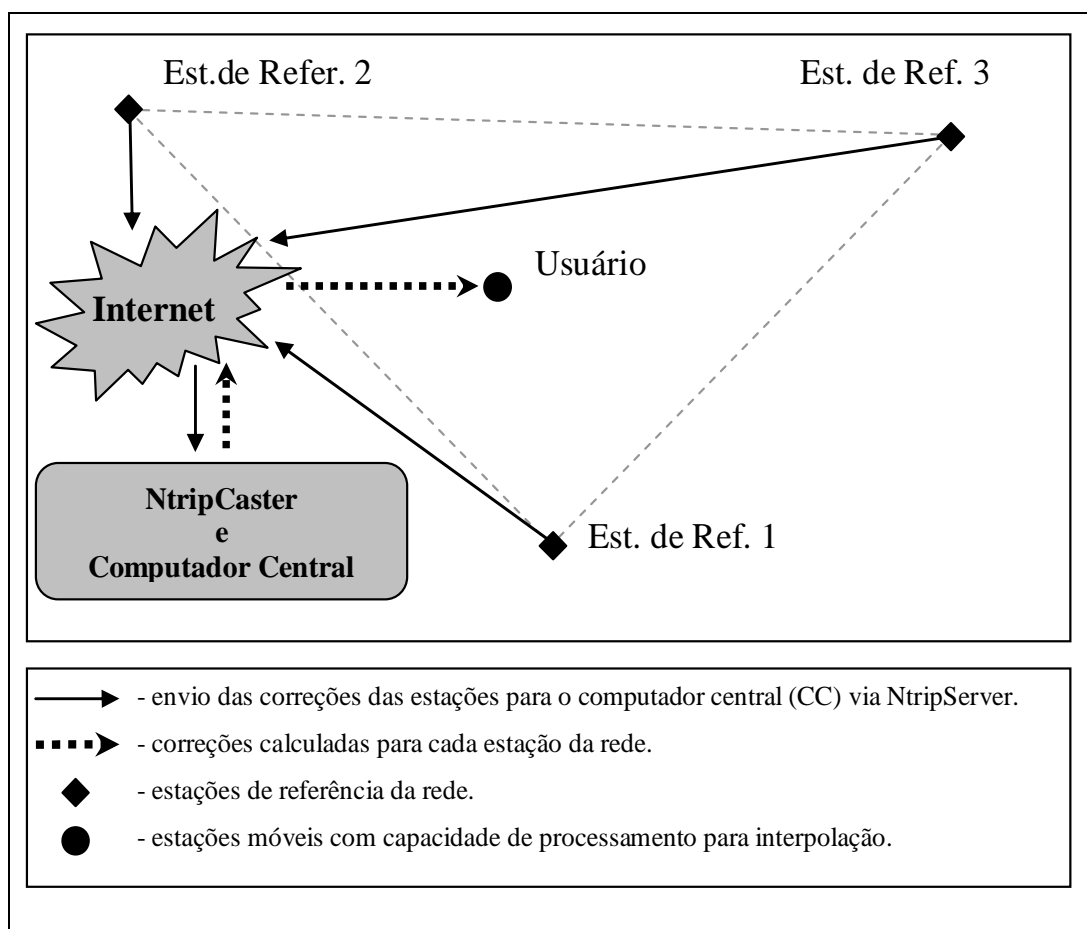 Est.de Refer. 2
Est. de Ref. 3
Usuário
Internet
NtripCaster
e
Computador Central
Est. de Ref. 1
- envio das correções das estações para o computador central (CC) via NtripServer.
- correções calculadas para cada estação da rede.
- estações de referência da rede.
- estações móveis com capacidade de processamento para interpolação.